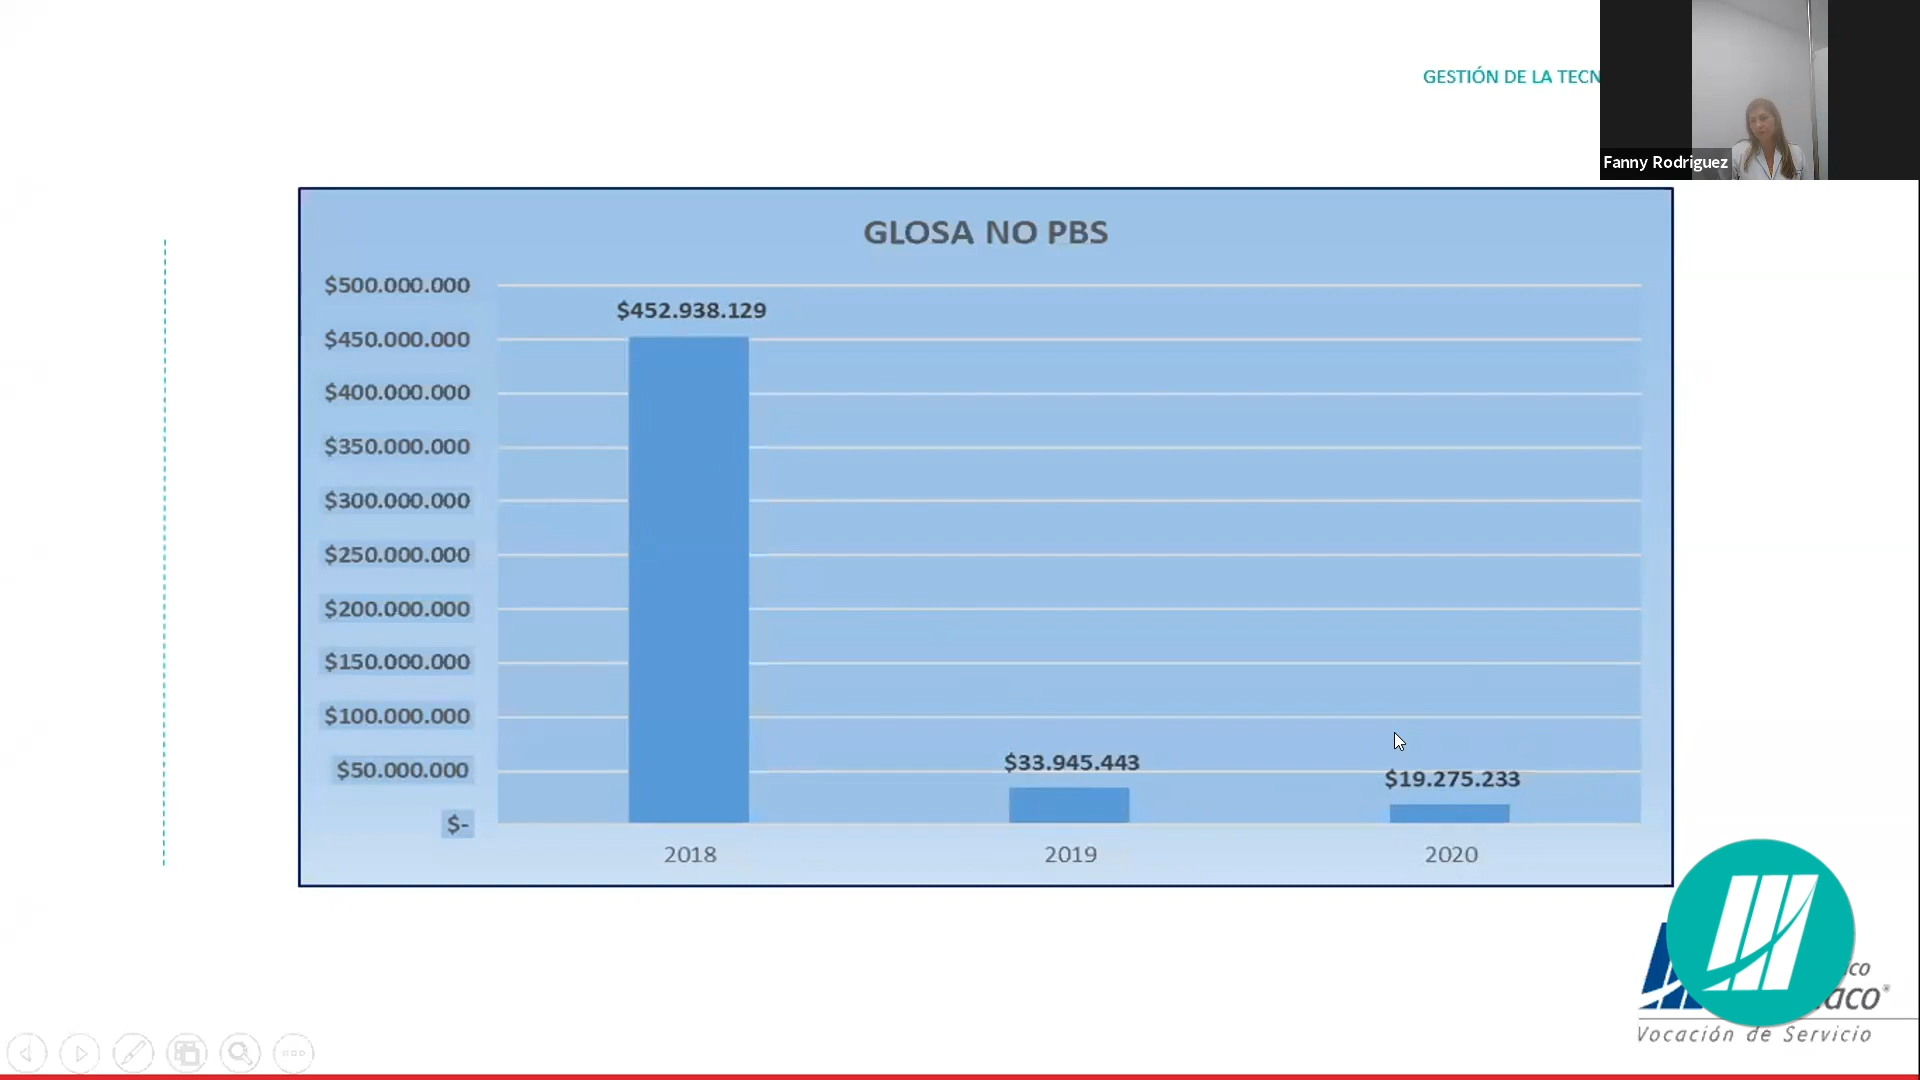 GESTIÓN DE LA TECN
Fanny Rodriguez
GLOSA NO PBS
$500.000.000
$450.000.000
$400.000.000
$350.000.000
$300.000.000
$250.000.000
$200.000.000
$150.000.000
$100.000.000
$50.000.000
$-
$452.938.129
$33.945.443
$19.275.233
2018
2019
2020
ico
aco®
Vocación de Servicio